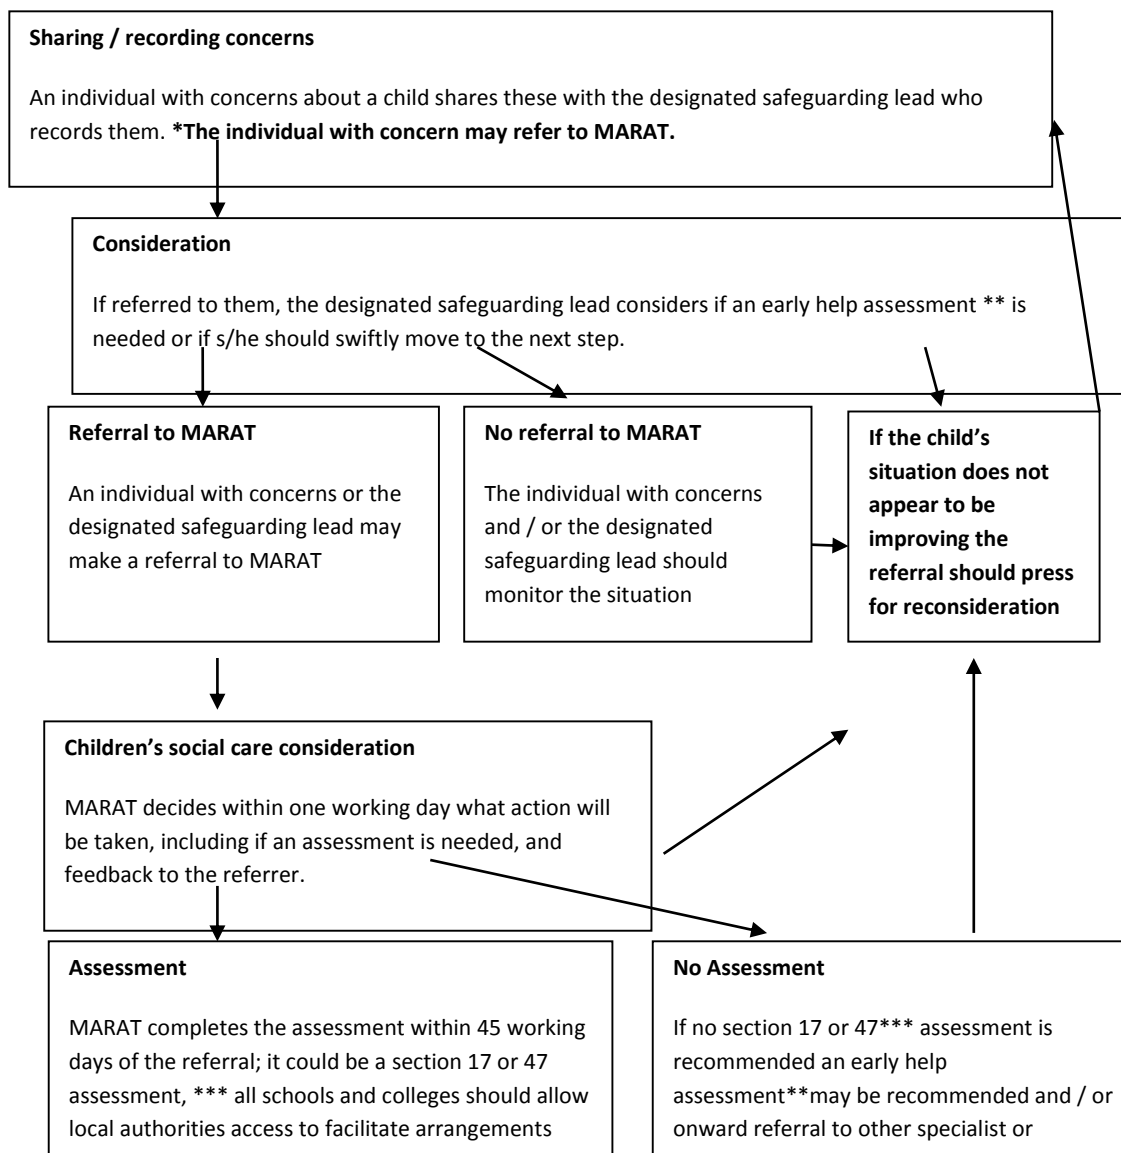 Sharing / recording concerns
An individual with concerns about a child shares these with the designated safeguarding lead who
records them. *The individual with concern may refer to MARAT.
Consideration
If referred to them, the designated safeguarding lead considers if an early help assessment ** is
needed or if s/he should swiftly move to the next step.
Referral to MARAT
An individual with concerns or the
designated safeguarding lead may
make a referral to MARAT
No referral to MARAT
The individual with concerns
and / or the designated
safeguarding lead should
monitor the situation
If the child’s
situation does not
appear to be
improving the
referral should press
for reconsideration
Children’s social care consideration
MARAT decides within one working day what action will
be taken, including if an assessment is needed, and
feedback to the referrer.
Assessment
MARAT completes the assessment within 45 working
days of the referral; it could be a section 17 or 47
assessment, *** all schools and colleges should allow
local authorities access to facilitate arrangements
No Assessment
If no section 17 or 47*** assessment is
recommended an early help
assessment**may be recommended and / or
onward referral to other specialist or